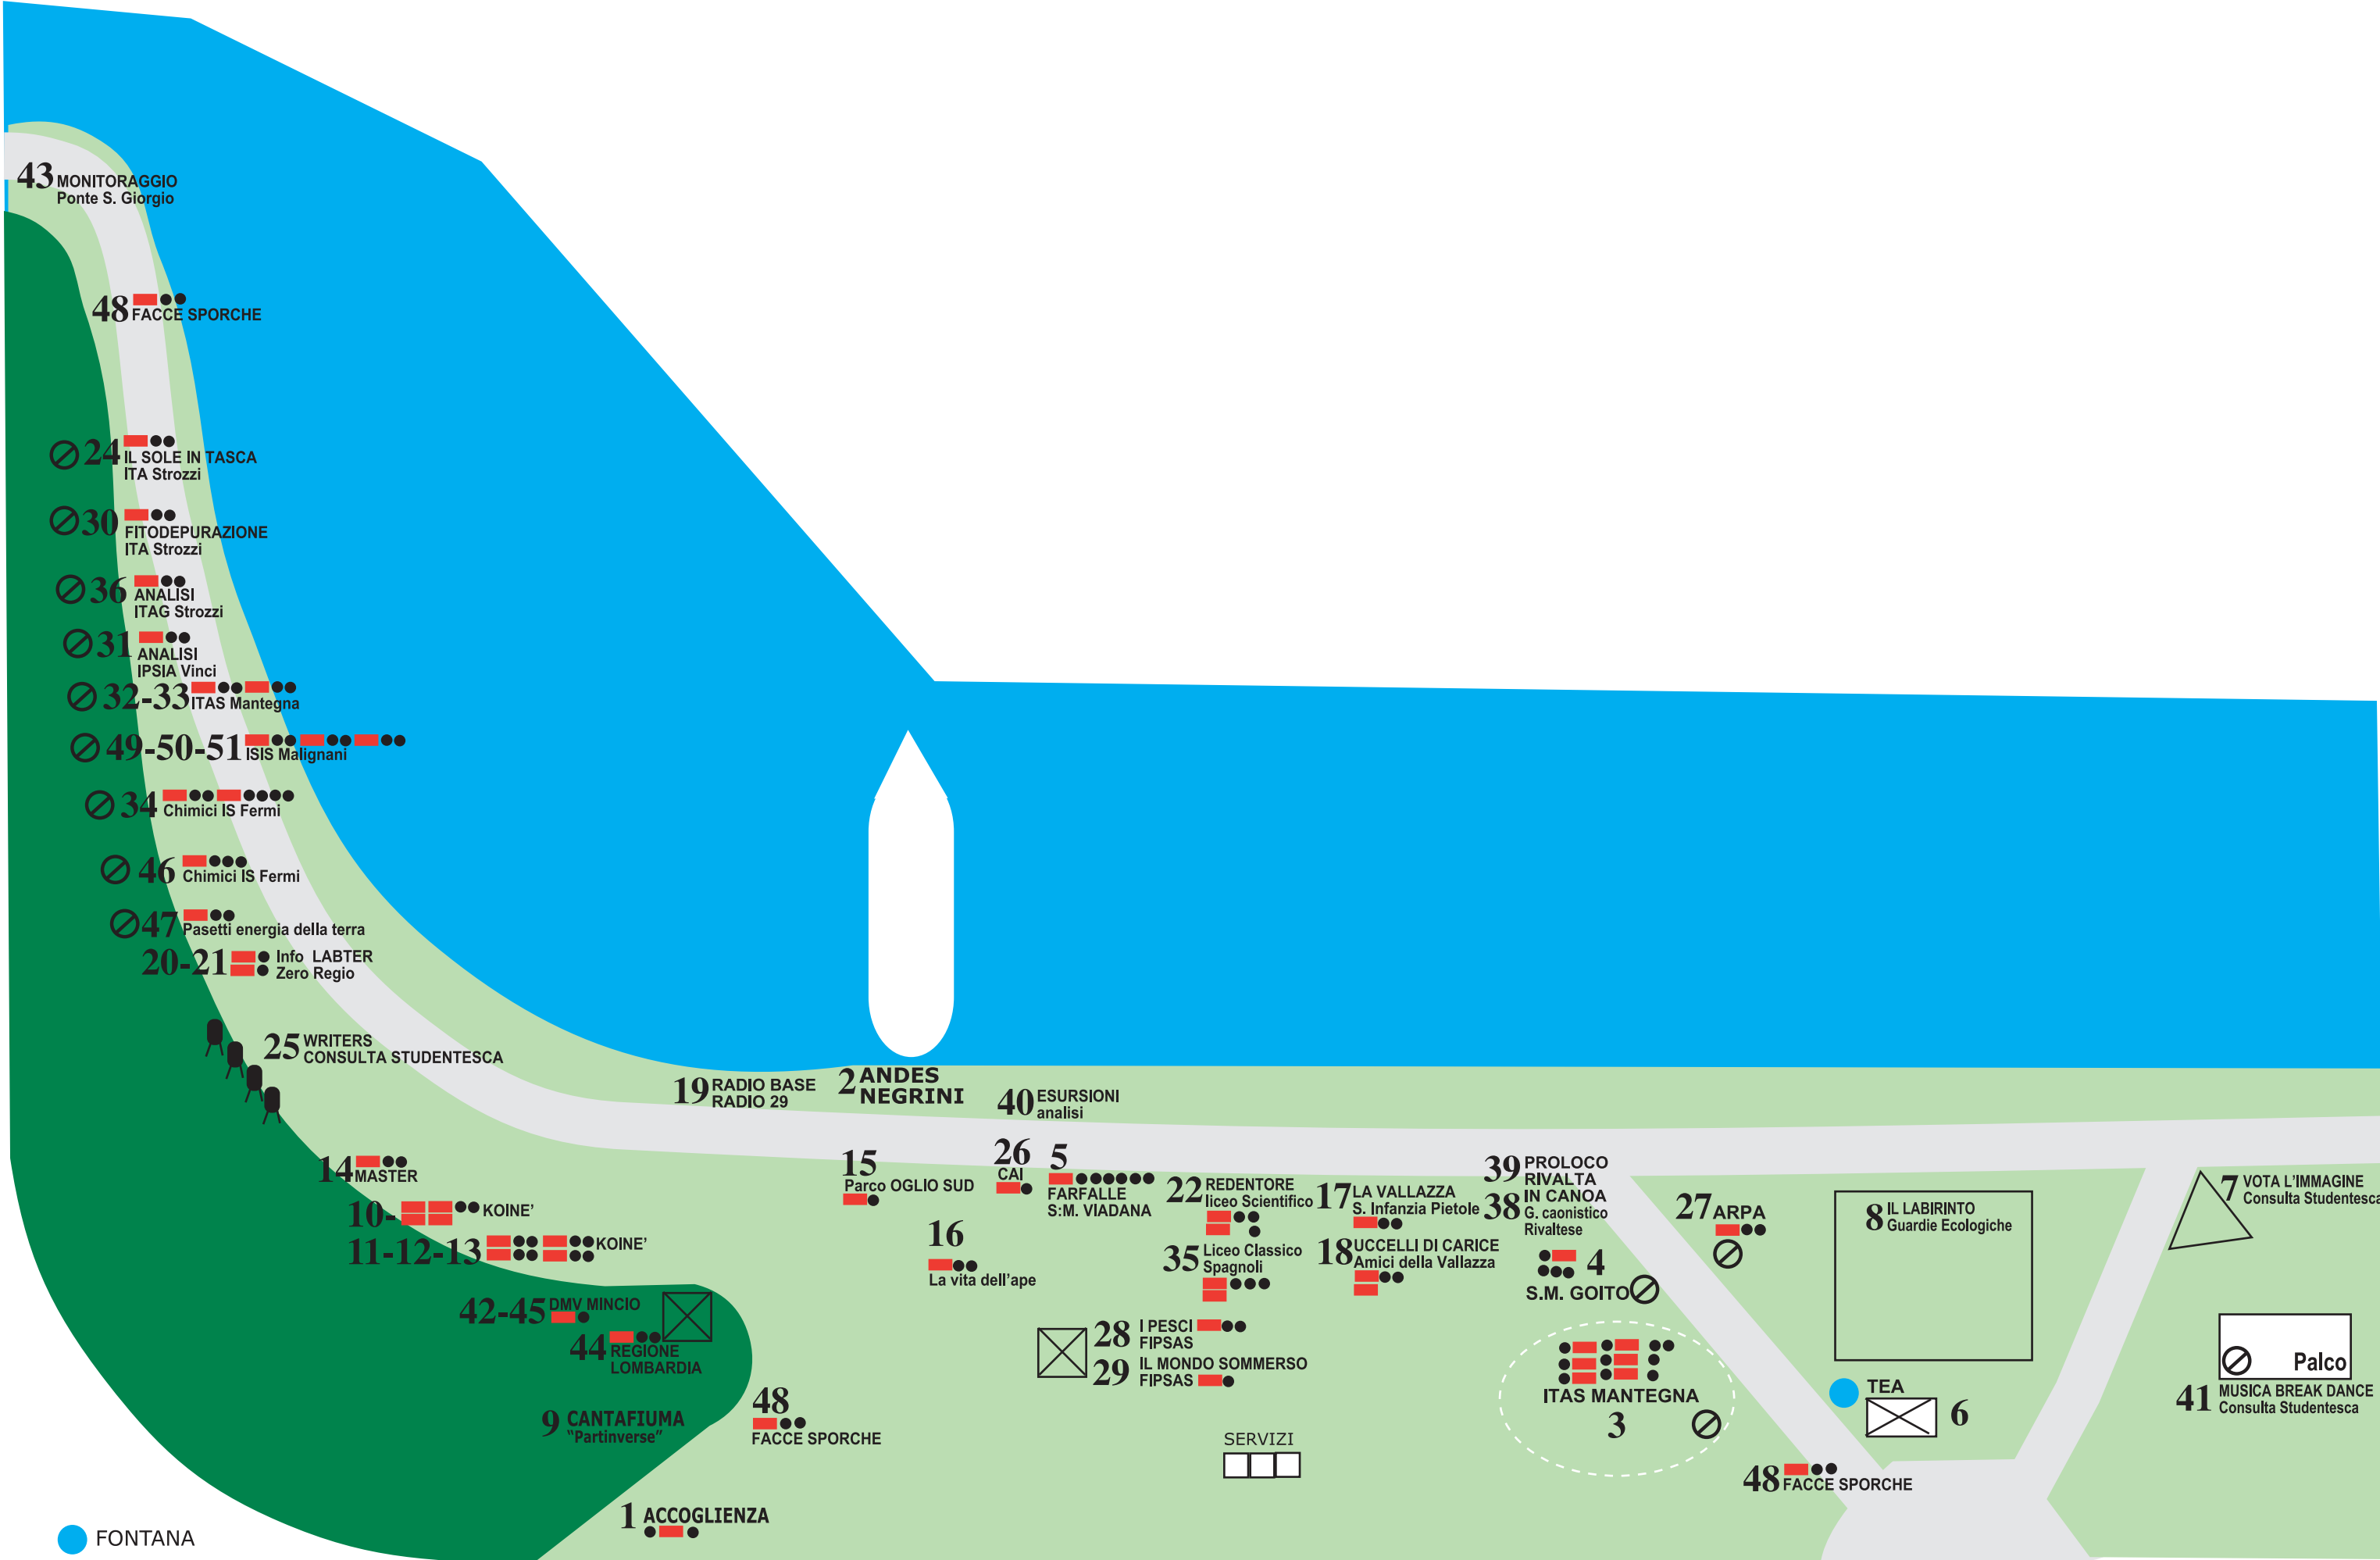 43 MONITORAGGIO
Ponte S. Giorgio
48 FACCE SPORCHE
24 IL SOLE IN TASCA
ITA Strozzi
30 FITODEPURAZIONE
ITA Strozzi
36 ANALISI
ITAG Strozzi
31 ANALISI
IPSIA Vinci
32-33 ITAS Mantegna
49-50-51 ISIS Malignani
34 Chimici IS Fermi
46 Chimici IS Fermi
47 Pasetti energia della terra
20-21 Info LABTER
Zero Regio
25 WRITERS
CONSULTA STUDENTESCA
19 RADIO BASE
RADIO 29
2 ANDES
NEGRINI
40 ESURSIONI
analisi
14 MASTER
10- KOINE'
11-12-13 KOINE'
42-45 DMV MINCIO
44 REGIONE
LOMBARDIA
9 CANTAFIUMA
"Partinverse"
48
FACCE SPORCHE
1 ACCOGLIENZA
15
Parco OGLIO SUD
16
La vita dell'ape
26
CAI
5
FARFALLE
S:M. VIADANA
22 REDENTORE
liceo Scientifico
35 Liceo Classico
Spagnoli
17 LA VALLAZZA
S. Infanzia Pietole
18 UCCELLI DI CARICE
Amici della Vallazza
28 I PESCI
FIPSAS
29 IL MONDO SOMMERSO
FIPSAS
SERVIZI
39 PROLOCO
RIVALTA
38 IN CANOA
G. caonistico
Rivaltese
4
S.M. GOITO
ITAS MANTEGNA
3
27 ARPA
8 IL LABIRINTO
Guardie Ecologiche
TEA
6
48 FACCE SPORCHE
7 VOTA L'IMMAGINE
Consulta Studentesca
Palco
41 MUSICA BREAK DANCE
Consulta Studentesca
FONTANA